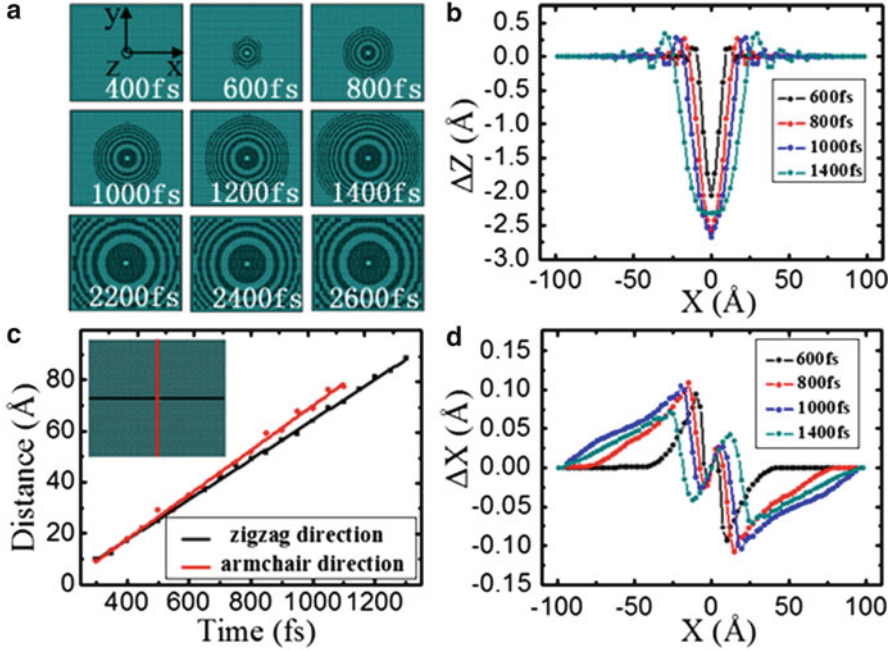 a
y
z
x
400fs
600fs
800fs
1000fs
1200fs
1400fs
2200fs
2400fs
2600fs
b
ΔZ (Å)
0.5
0.0
-0.5
-1.0
-1.5
-2.0
-2.5
-3.0
600fs
800fs
1000fs
1400fs
-100 -50 0 50 100
X (Å)
c
Distance (Å)
80
60
40
20
0
zigzag direction
armchair direction
400 600 800 1000 1200
Time (fs)
d
ΔX (Å)
0.15
0.10
0.05
0.00
-0.05
-0.10
-0.15
600fs
800fs
1000fs
1400fs
-100 -50 0 50 100
X (Å)